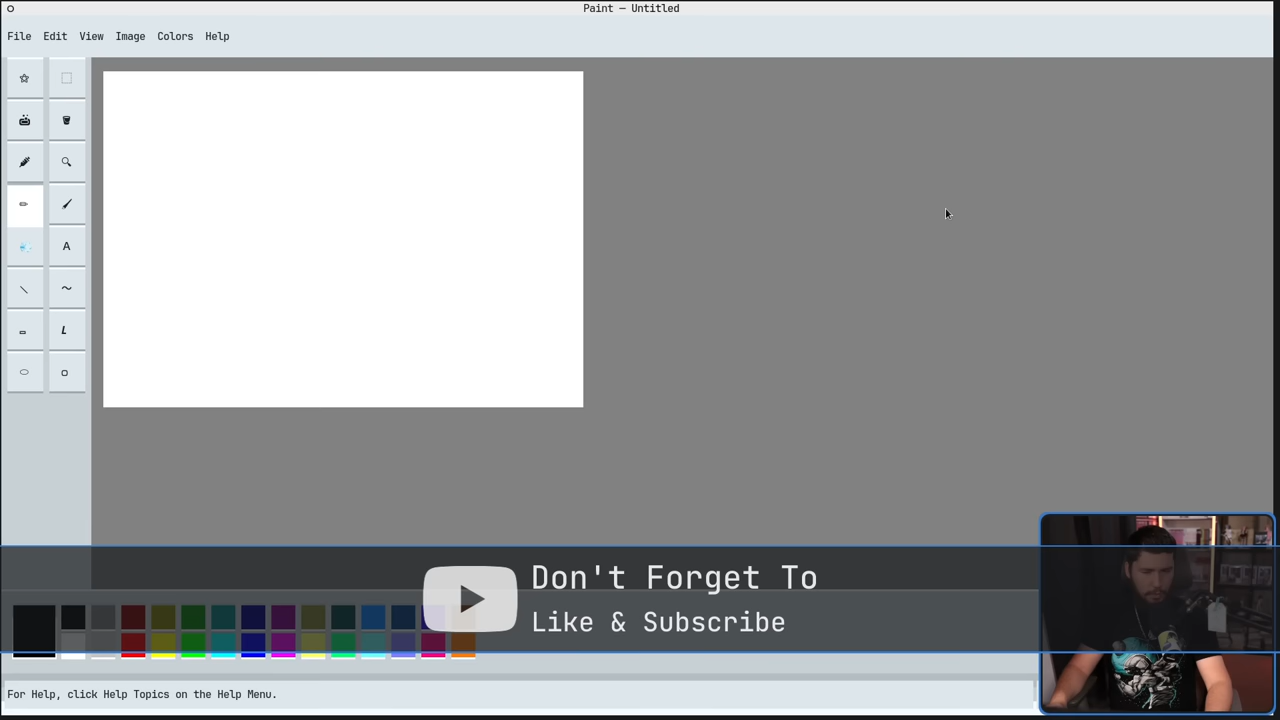 Paint — Untitled
File Edit View Image Colors Help
A
L
Don't Forget To
Like & Subscribe
For Help, click Help Topics on the Help Menu.